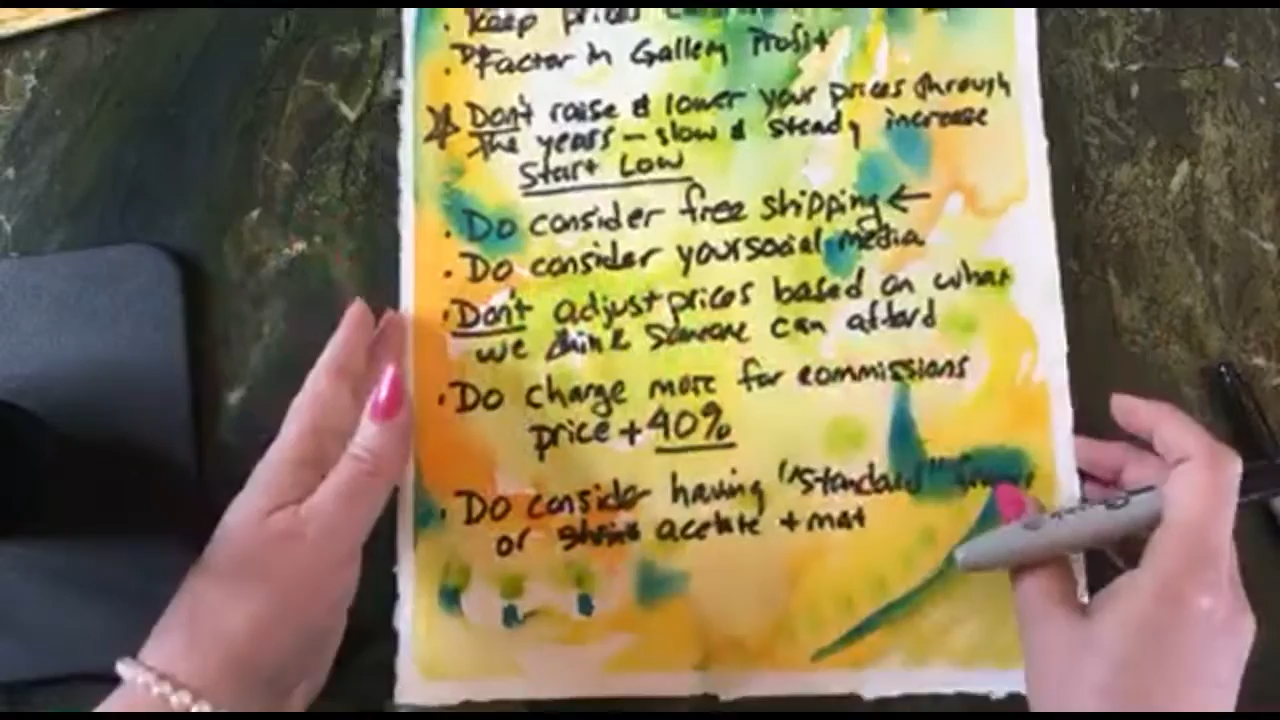 · Keep prices
· Factor in Gallery Profit
Don't raise & lower your prices through
the years — slow & steady increase
Start Low
· Do consider free shipping ←
· Do consider your social media
· Don't adjust prices based on what
we think someone can afford
· Do charge more for commissions
price + 40%
· Do consider having "standard"
or shrink acetate + mat